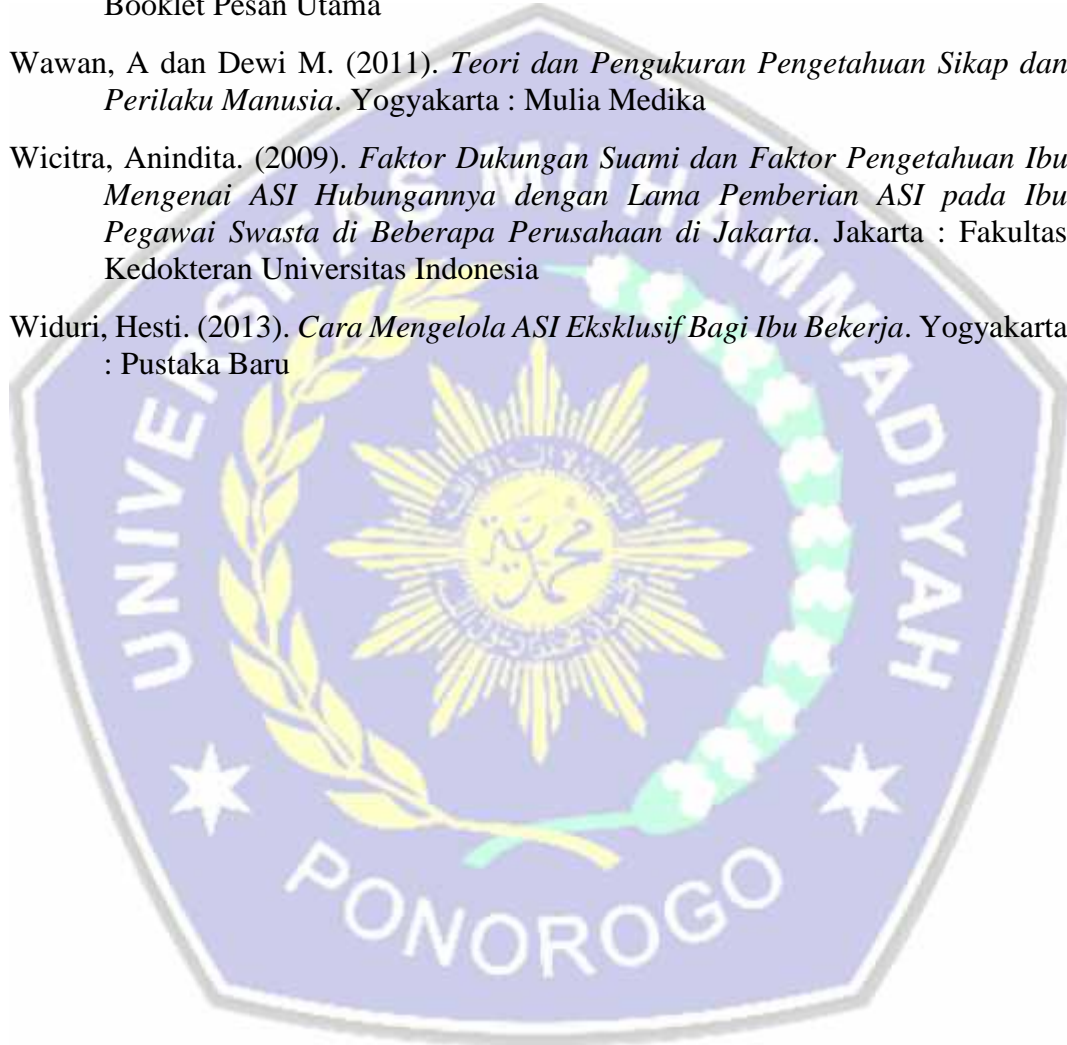 Booklet Pesan Utama
Wawan, A dan Dewi M. (2011). Teori dan Pengukuran Pengetahuan Sikap dan
Perilaku Manusia. Yogyakarta : Mulia Medika
Wicitra, Anindita. (2009). Faktor Dukungan Suami dan Faktor Pengetahuan Ibu
Mengenai ASI Hubungannya dengan Lama Pemberian ASI pada Ibu
Pegawai Swasta di Beberapa Perusahaan di Jakarta. Jakarta : Fakultas
Kedokteran Universitas Indonesia
Widuri, Hesti. (2013). Cara Mengelola ASI Eksklusif Bagi Ibu Bekerja. Yogyakarta
: Pustaka Baru
UNIVERSITAS MUHAMMADIYAH
PONOROGO